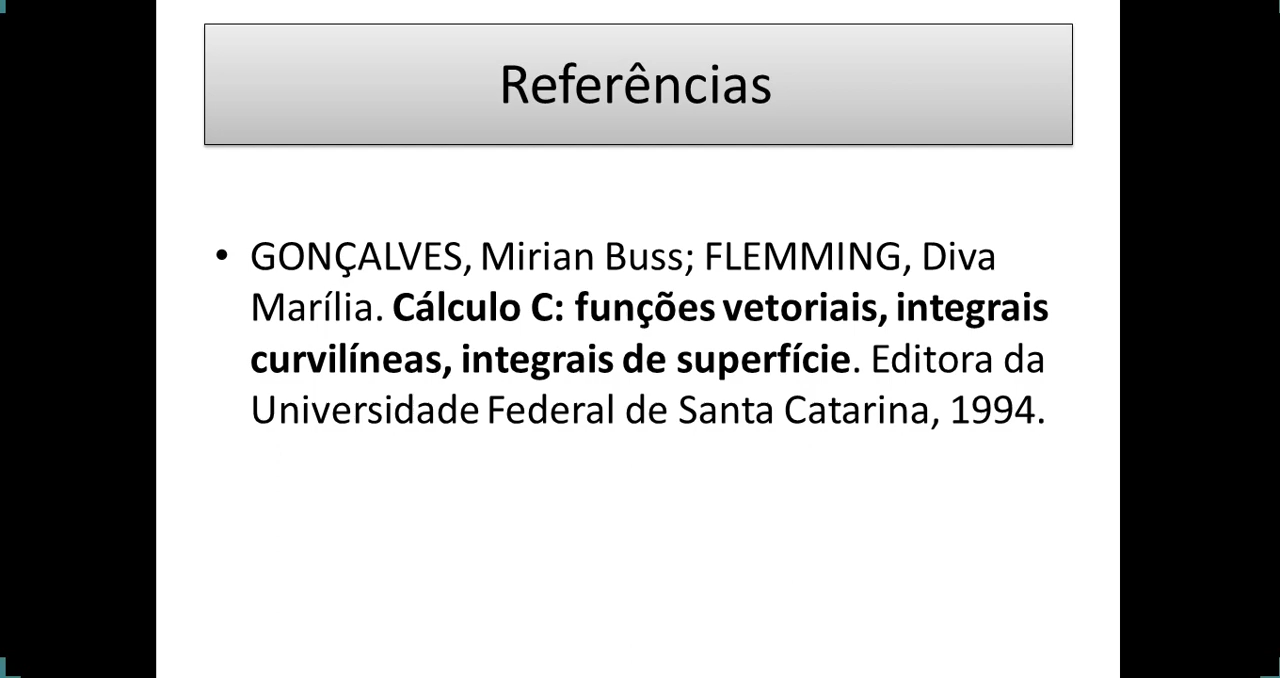 Referências
• GONÇALVES, Mirian Buss; FLEMMING, Diva
Marília. Cálculo C: funções vetoriais, integrais
curvilíneas, integrais de superfície. Editora da
Universidade Federal de Santa Catarina, 1994.